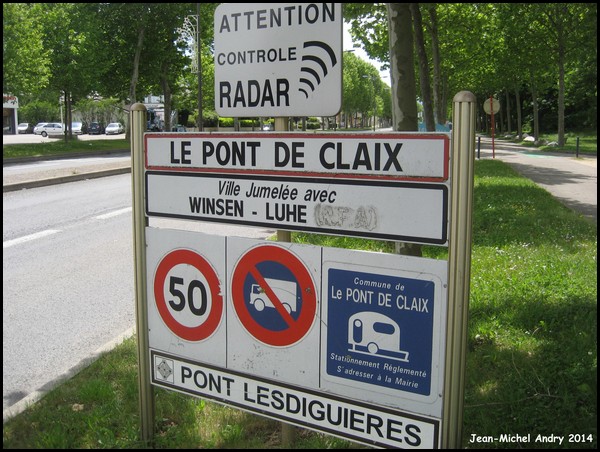 ATTENTION
CONTROLE
RADAR
LE PONT DE CLAIX
Ville Jumelée avec
WINSEN - LUHE (R.F.A)
50
Commune de
LE PONT DE CLAIX
Stationnement Réglementé
S'adresser à la Mairie
PONT LESDIGUIERES
Jean-Michel Andry 2014